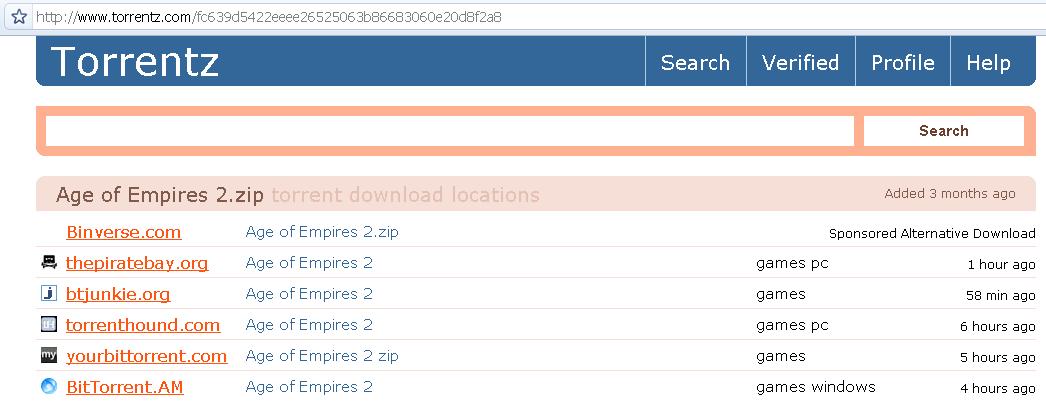 http://www.torrentz.com/fc639d5422eeee26525063b86683060e20d8f2a8
Torrentz Search Verified Profile Help
Search
Age of Empires 2.zip torrent download locations Added 3 months ago
Binverse.com Age of Empires 2.zip Sponsored Alternative Download
thepiratebay.org Age of Empires 2 games pc 1 hour ago
J btjunkie.org Age of Empires 2 games 58 min ago
tH torrenthound.com Age of Empires 2 games pc 6 hours ago
my yourbittorrent.com Age of Empires 2 zip games 5 hours ago
BitTorrent.AM Age of Empires 2 games windows 4 hours ago